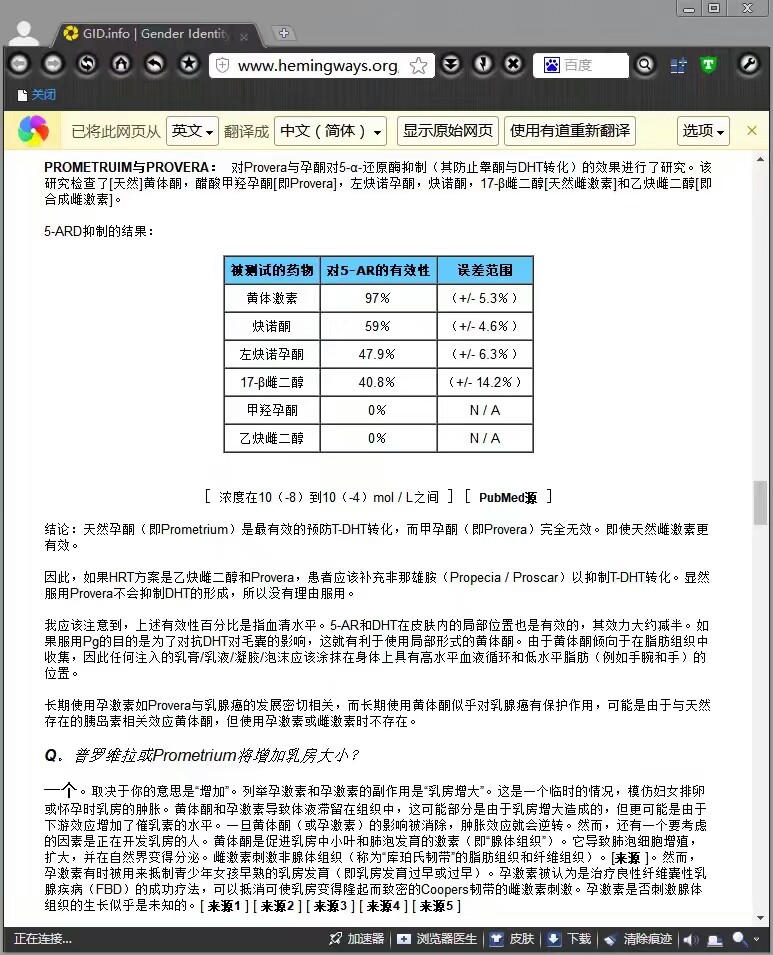 GID.info | Gender Identity
www.hemingways.org
百度
关闭
已将此网页从 英文 翻译成 中文（简体） 显示原始网页 使用有道重新翻译 选项
PROMETRUIM与PROVERA： 对Provera与孕酮对5-α-还原酶抑制（其防止睾酮与DHT转化）的效果进行了研究。该
研究检查了[天然]黄体酮，醋酸甲羟孕酮[即Provera]，左炔诺孕酮，炔诺酮，17-β雌二醇[天然雌激素]和乙炔雌二醇[即
合成雌激素]。
5-ARD抑制的结果：
被测试的药物 对5-AR的有效性 误差范围
黄体激素 97% （+/- 5.3%）
炔诺酮 59% （+/- 4.6%）
左炔诺孕酮 47.9% （+/- 6.3%）
17-β雌二醇 40.8% （+/- 14.2%）
甲羟孕酮 0% N / A
乙炔雌二醇 0% N / A
[ 浓度在10（-8）到10（-4）mol / L之间 ] [ PubMed源 ]
结论：天然孕酮（即Prometrium）是最有效的预防T-DHT转化，而甲孕酮（即Provera）完全无效。即使天然雌激素更
有效。
因此，如果HRT方案是乙炔雌二醇和Provera，患者应该补充非那雄胺（Propecia / Proscar）以抑制T-DHT转化。显然
服用Provera不会抑制DHT的形成，所以没有理由服用。
我应该注意到，上述有效性百分比是指血清水平。5-AR和DHT在皮肤内的局部位置也是有效的，其效力大约减半。如
果服用Pg的目的是为了对抗DHT对毛囊的影响，这就有利于使用局部形式的黄体酮。由于黄体酮倾向于在脂肪组织中
收集，因此任何注入的乳膏/乳液/凝胶/泡沫应该涂抹在身体上具有高水平血液循环和低水平脂肪（例如手腕和手）的
位置。
长期使用孕激素如Provera与乳腺癌的发展密切相关，而长期使用黄体酮似乎对乳腺癌有保护作用，可能是由于与天然
存在的胰岛素相关效应黄体酮，但使用孕激素或雌激素时不存在。
Q. 普罗维拉或Prometrium将增加乳房大小？
一个。取决于你的意思是“增加”。列举孕激素和孕激素的副作用是“乳房增大”。这是一个临时的情况，模仿妇女排卵
或怀孕时乳房的肿胀。黄体酮和孕激素导致体液滞留在组织中，这可能部分是由于乳房增大造成的，但更可能是由于
下游效应增加了催乳素的水平。一旦黄体酮（或孕激素）的影响被消除，肿胀效应就会逆转。然而，还有一个要考虑
的因素是正在开发乳房的人。黄体酮是促进乳房中小叶和肺泡发育的激素（即“腺体组织”）。它导致肺泡细胞增殖，
扩大，并在自然界变得分泌。雌激素刺激非腺体组织（称为“库珀氏韧带”的脂肪组织和纤维组织）。[来源 ]。然而，
孕激素有时被用来抵制青少年女孩早熟的乳房发育（即乳房发育过早或过早）。孕激素被认为是治疗良性纤维囊性乳
腺疾病（FBD）的成功疗法，可以抵消可使乳房变得隆起而致密的Coopers韧带的雌激素刺激。孕激素是否刺激腺体
组织的生长似乎是未知的。[ 来源1 ] [ 来源2 ] [ 来源3 ] [ 来源4 ] [ 来源5 ]
正在连接... 加速器 浏览器医生 皮肤 下载 清除痕迹